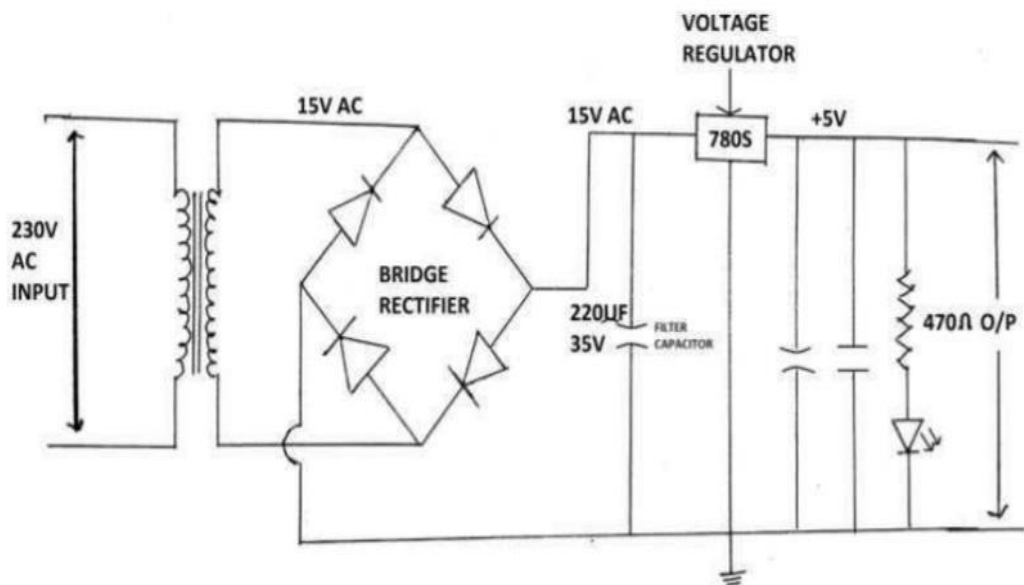 VOLTAGE
REGULATOR
15V AC
15V AC
780S
+5V
230V
AC
INPUT
BRIDGE
RECTIFIER
220UF
35V
FILTER
CAPACITOR
470Ω O/P